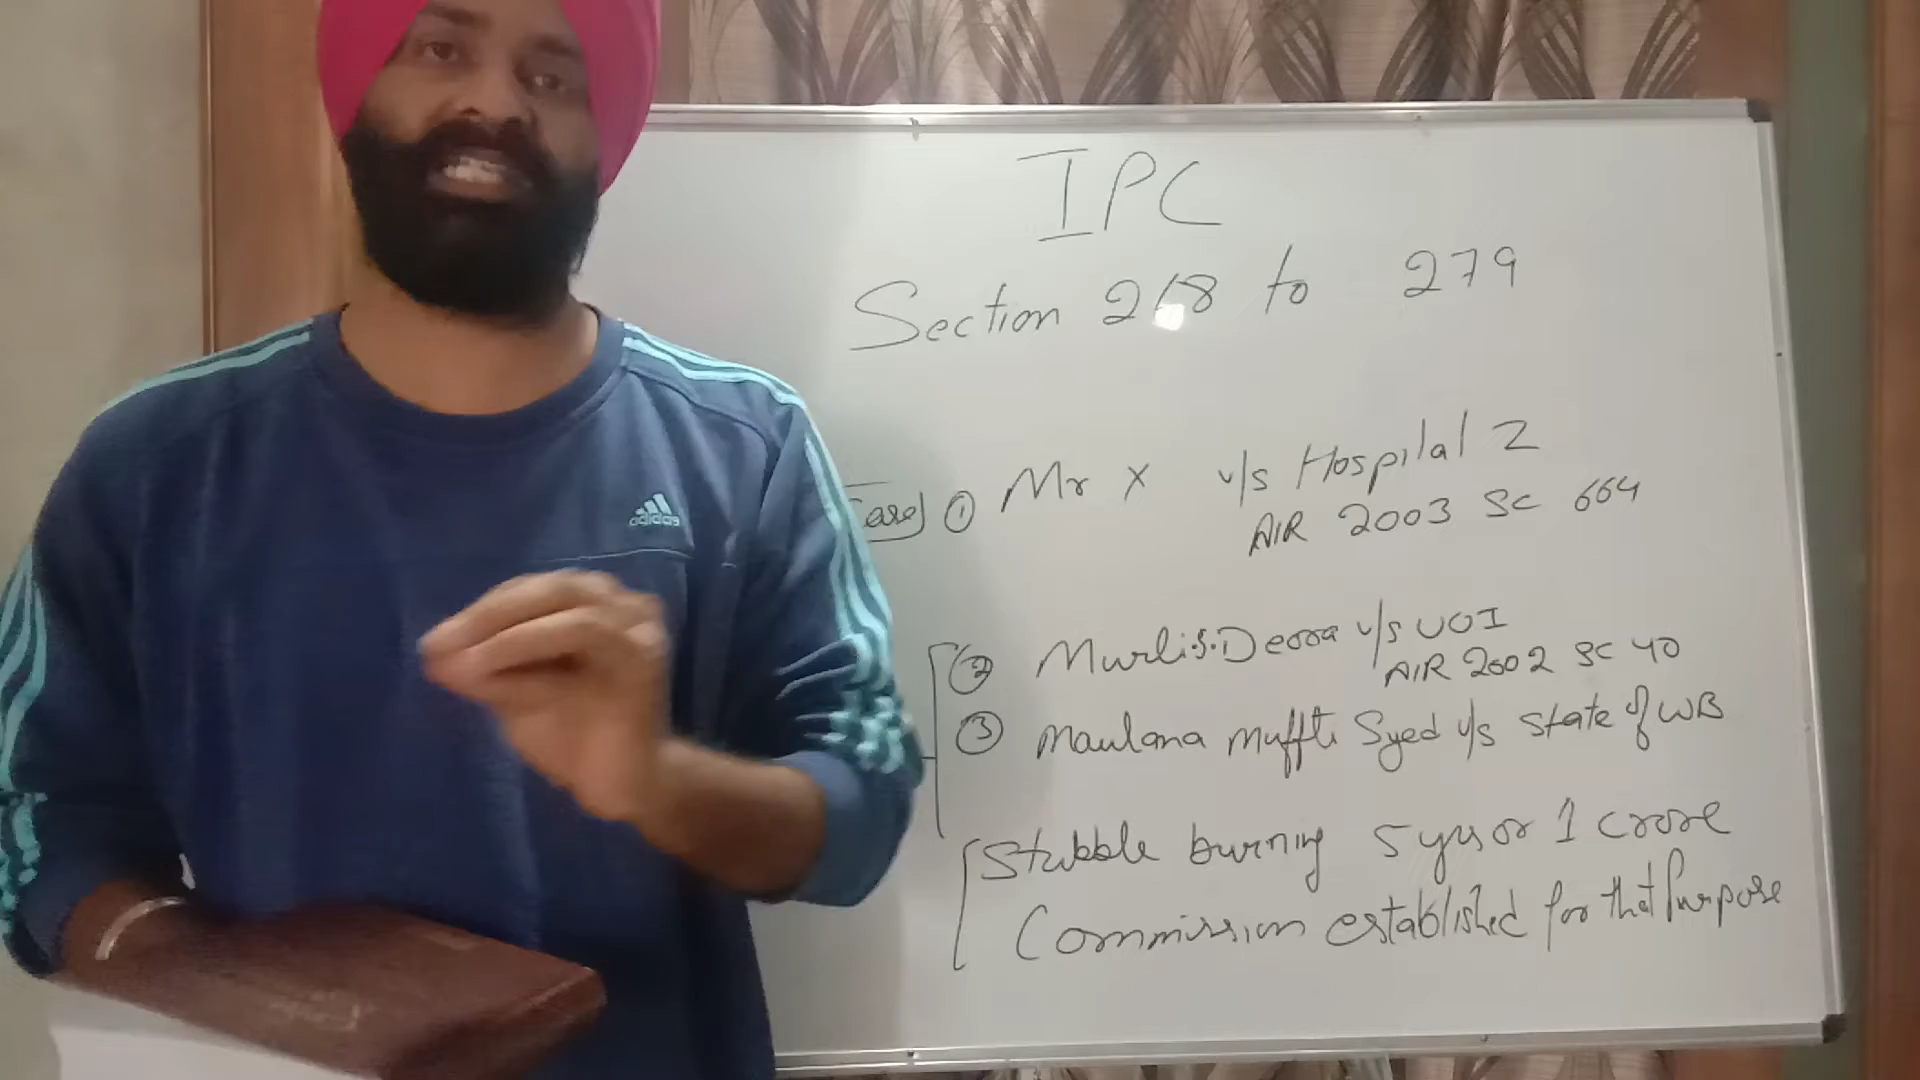 IPC
Section 268 to 279
Case) ① Mr X v/s Hospital Z
AIR 2003 SC 664
② Murli.S.Deora v/s UOI
AIR 2002 SC 40
③ Maulana Muffti Syed v/s State of WB
Stubble burning 5 yrs or 1 crore
Commission established for that Purpose
adidas